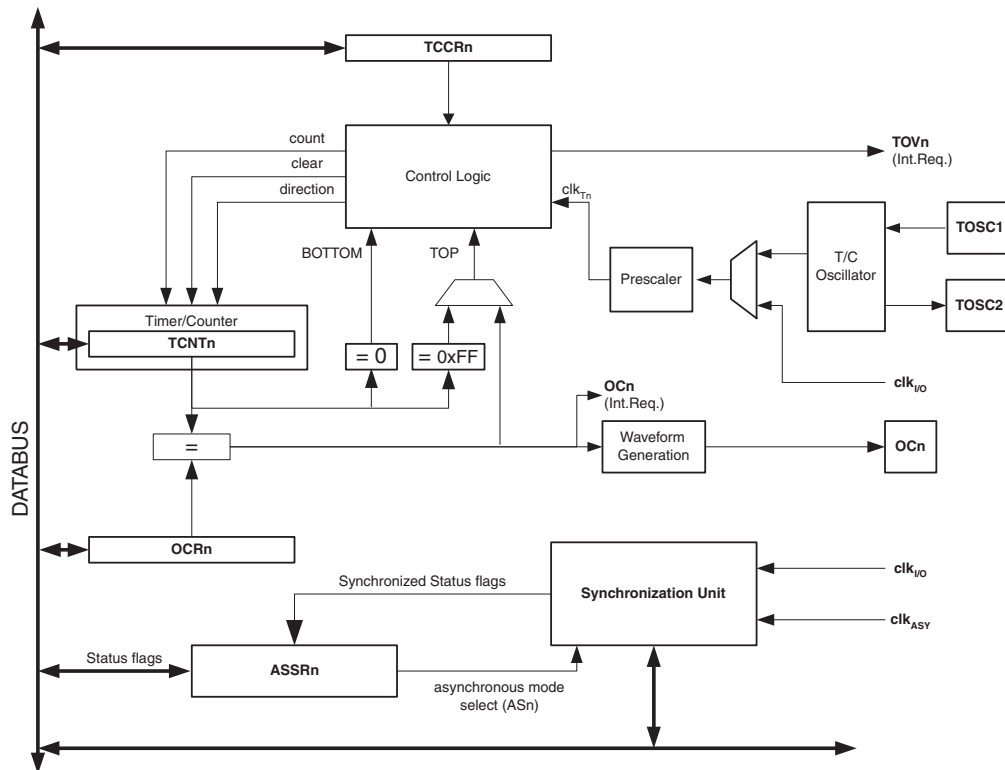 TCCRn
count
clear
direction
Control Logic
TOVn
(Int.Req.)
clkTn
BOTTOM
TOP
TOSC1
T/C
Oscillator
Prescaler
TOSC2
Timer/Counter
TCNTn
= 0
= 0xFF
clkI/O
OCn
(Int.Req.)
=
Waveform
Generation
OCn
DATABUS
OCRn
Synchronized Status flags
Synchronization Unit
clkI/O
clkASY
Status flags
ASSRn
asynchronous mode
select (ASn)